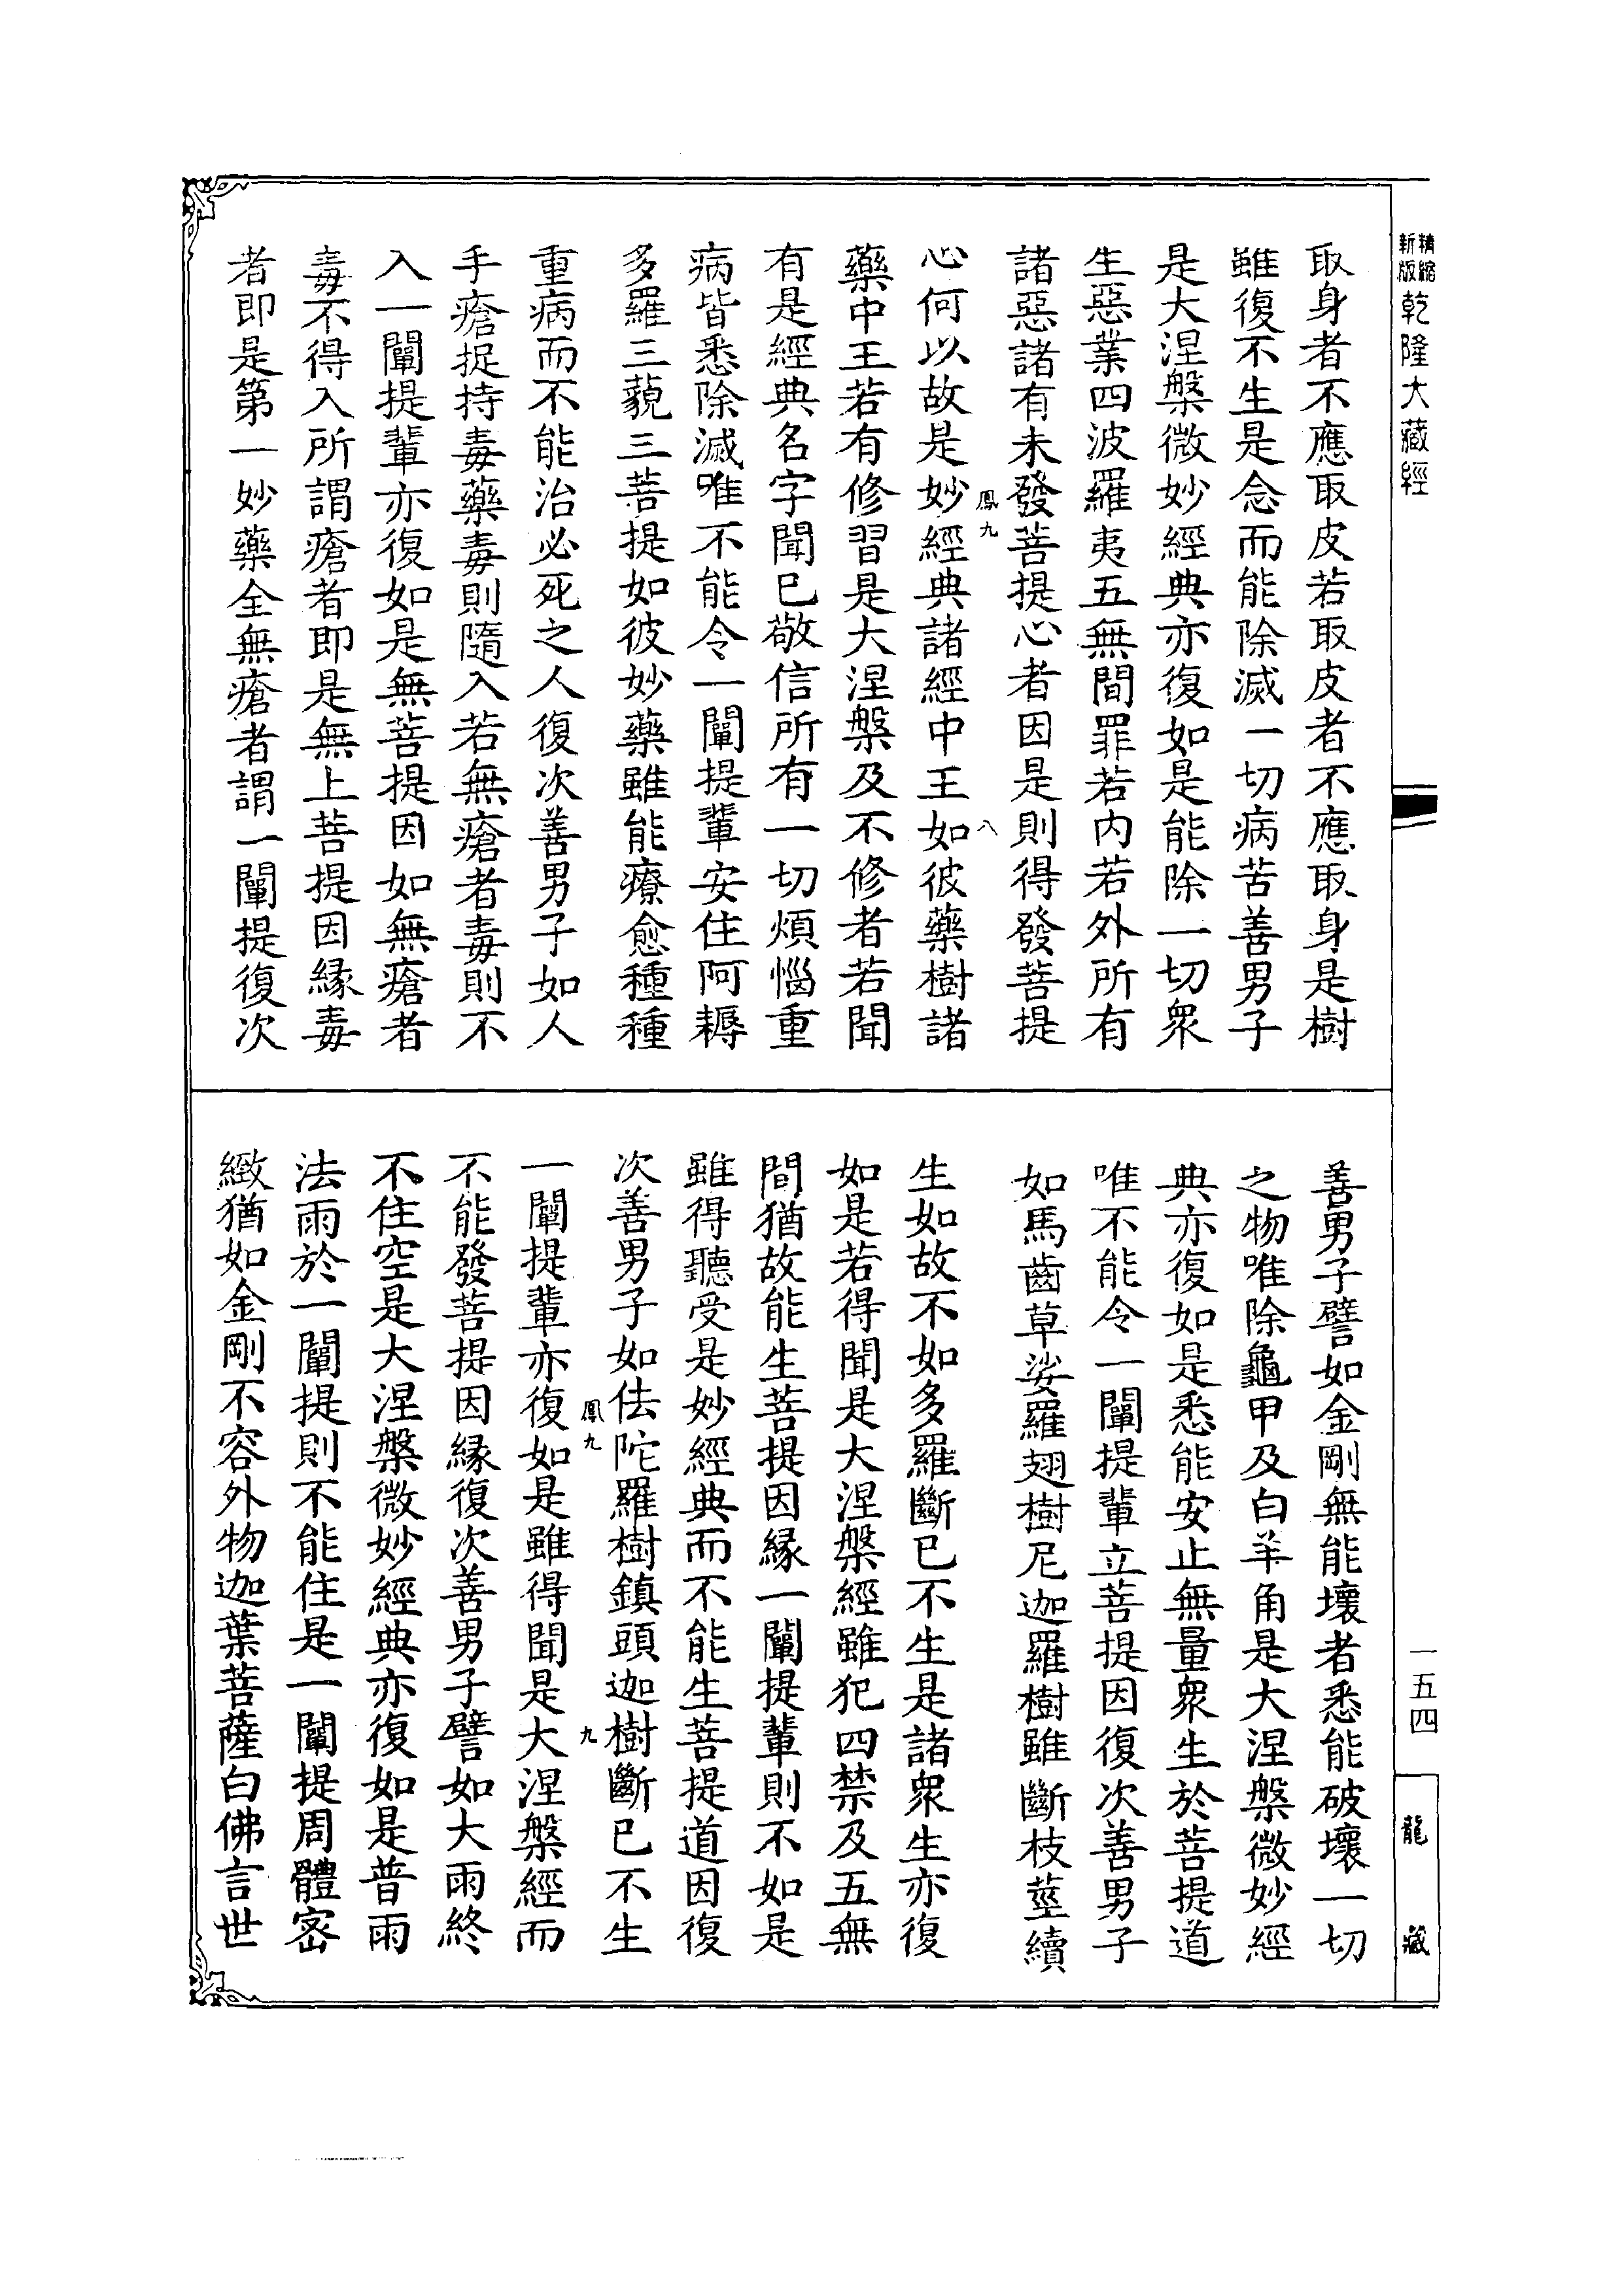 精縮新版乾隆大藏經
一五四
龍藏
取身者不應取皮若取皮者不應取身是樹
雖復不生是念而能除滅一切病苦善男子
是大涅槃微妙經典亦復如是能除一切眾
生惡業四波羅夷五無間罪若內若外所有
諸惡諸有未發菩提心者因是則得發菩提
鳳九
八
心何以故是妙經典諸經中王如彼藥樹諸
藥中王若有修習是大涅槃及不修者若聞
有是經典名字聞已敬信所有一切煩惱重
病皆悉除滅唯不能令一闡提輩安住阿耨
多羅三藐三菩提如彼妙藥雖能療愈種種
重病而不能治必死之人復次善男子如人
手瘡捉持毒藥毒則隨入若無瘡者毒則不
入一闡提輩亦復如是無菩提因如無瘡者
毒不得入所謂瘡者即是無上菩提因緣毒
者即是第一妙藥全無瘡者謂一闡提復次
善男子譬如金剛無能壞者悉能破壞一切
之物唯除龜甲及白羊角是大涅槃微妙經
典亦復如是悉能安止無量眾生於菩提道
唯不能令一闡提輩立菩提因復次善男子
如馬齒草娑羅翅樹尼迦羅樹雖斷枝莖續
生如故不如多羅斷已不生是諸眾生亦復
如是若得聞是大涅槃經雖犯四禁及五無
間猶故能生菩提因緣一闡提輩則不如是
雖得聽受是妙經典而不能生菩提道因復
次善男子如佉陀羅樹鎮頭迦樹斷已不生
鳳九
九
一闡提輩亦復如是雖得聞是大涅槃經而
不能發菩提因緣復次善男子譬如大雨終
不住空是大涅槃微妙經典亦復如是普雨
法雨於一闡提則不能住是一闡提周體密
緻猶如金剛不容外物迦葉菩薩白佛言世